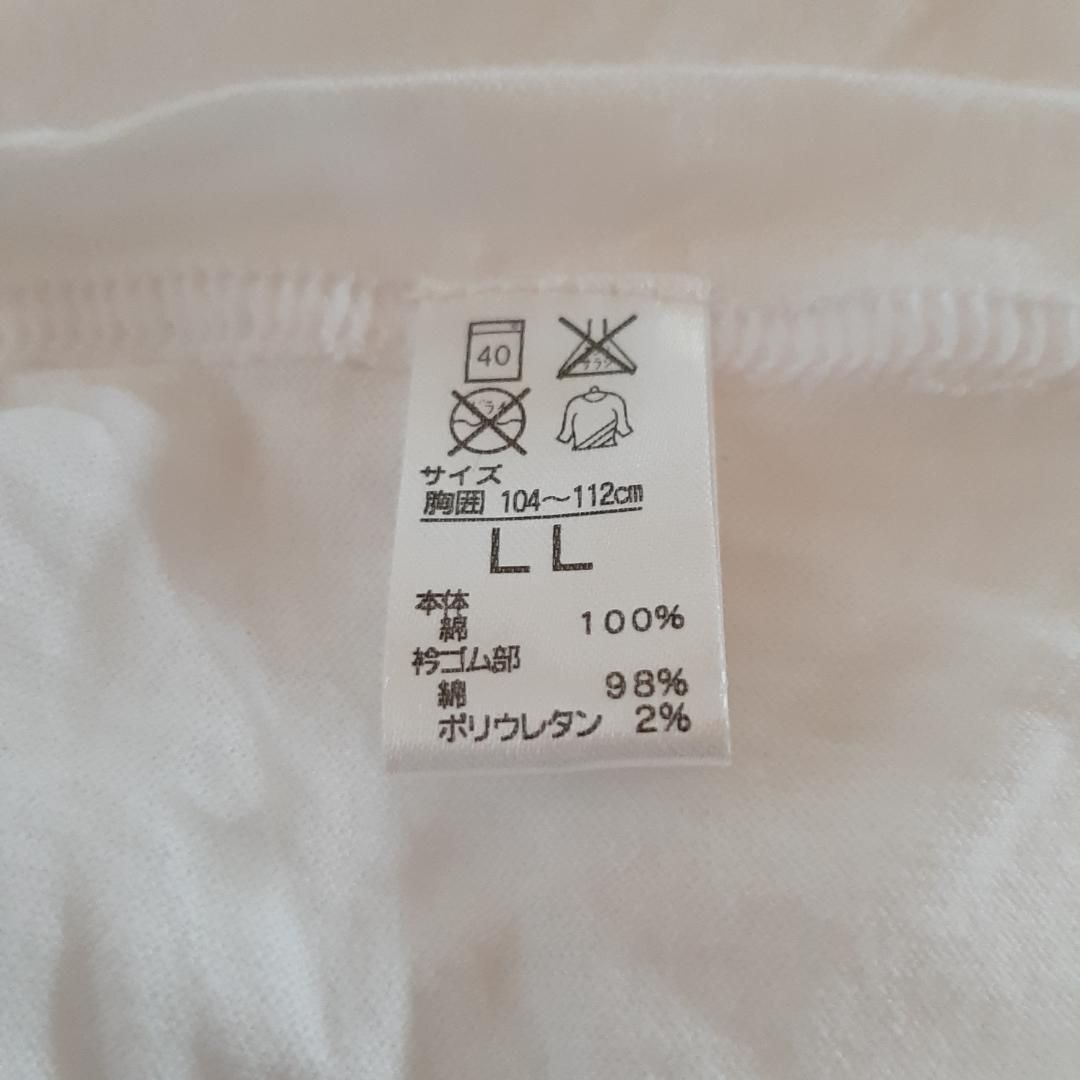 40
サイズ
胸囲 104～112cm
LL
本体
綿 100%
衿ゴム部
綿 98%
ポリウレタン 2%